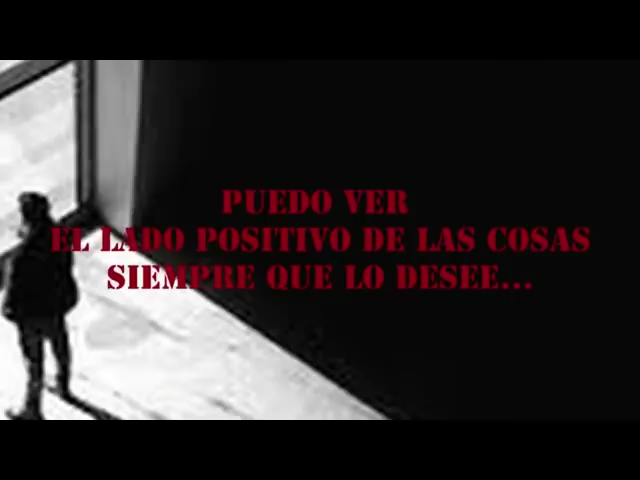 PUEDO VER
EL LADO POSITIVO DE LAS COSAS
SIEMPRE QUE LO DESEE...